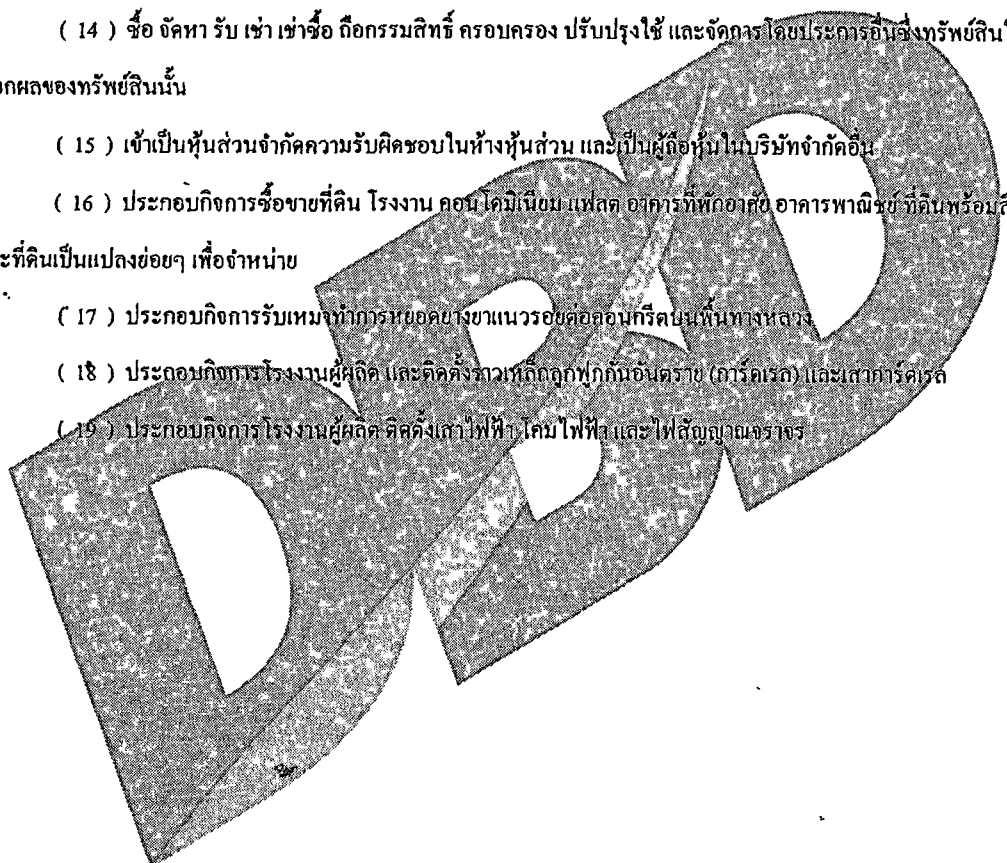 ( 14 ) ซื้อ จัดหา รับ เช่า เช่าซื้อ ถือกรรมสิทธิ์ ครอบครอง ปรับปรุงใช้ และจัดการโดยประการอื่นซึ่งทรัพย์สิน
อกผลของทรัพย์สินนั้น
( 15 ) เข้าเป็นหุ้นส่วนจำกัดความรับผิดชอบในห้างหุ้นส่วน และเป็นผู้ถือหุ้นในบริษัทจำกัดอื่น
( 16 ) ประกอบกิจการซื้อขายที่ดิน โรงงาน คอนโดมิเนียม แฟลต อาคารที่พักอาศัย อาคารพาณิชย์ ที่ดินพร้อม
ะที่ดินเป็นแปลงย่อยๆ เพื่อจำหน่าย
( 17 ) ประกอบกิจการรับเหมาทำการหยอดยางยาแนวรอยต่อคอนกรีตบนพื้นทางหลวง
( 18 ) ประกอบกิจการโรงงานผู้ผลิต และติดตั้งราวเหล็กลูกฟูกกันอันตราย (การ์ดเรล) และเสาการ์ดเรล
( 19 ) ประกอบกิจการโรงงานผู้ผลิต ติดตั้งเสาไฟฟ้า โคมไฟฟ้า และไฟสัญญาณจราจร
DBD